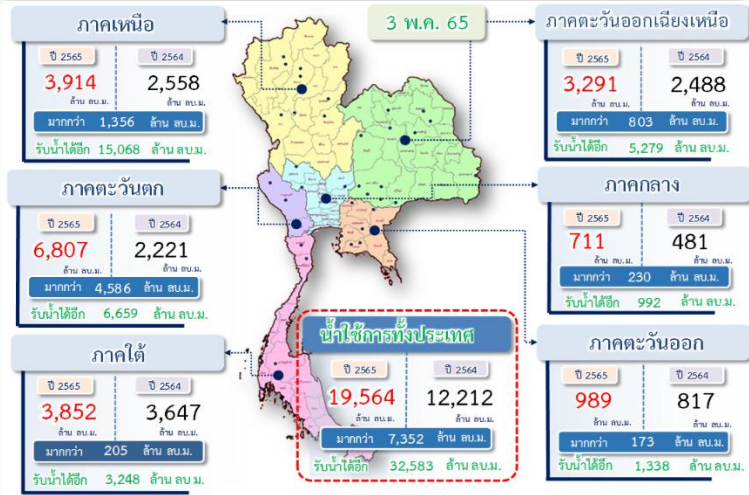 ภาคเหนือ
ปี 2565 ปี 2564
3,914 2,558
ล้าน ลบ.ม. ล้าน ลบ.ม.
มากกว่า 1,356 ล้าน ลบ.ม.
รับน้ำได้อีก 15,068 ล้าน ลบ.ม.
3 พ.ค. 65
ภาคตะวันออกเฉียงเหนือ
ปี 2565 ปี 2564
3,291 2,488
ล้าน ลบ.ม. ล้าน ลบ.ม.
มากกว่า 803 ล้าน ลบ.ม.
รับน้ำได้อีก 5,279 ล้าน ลบ.ม.
ภาคตะวันตก
ปี 2565 ปี 2564
6,807 2,221
ล้าน ลบ.ม. ล้าน ลบ.ม.
มากกว่า 4,586 ล้าน ลบ.ม.
รับน้ำได้อีก 6,659 ล้าน ลบ.ม.
ภาคกลาง
ปี 2565 ปี 2564
711 481
ล้าน ลบ.ม. ล้าน ลบ.ม.
มากกว่า 230 ล้าน ลบ.ม.
รับน้ำได้อีก 992 ล้าน ลบ.ม.
ภาคใต้
ปี 2565 ปี 2564
3,852 3,647
ล้าน ลบ.ม. ล้าน ลบ.ม.
มากกว่า 205 ล้าน ลบ.ม.
รับน้ำได้อีก 3,248 ล้าน ลบ.ม.
น้ำใช้การทั้งประเทศ
ปี 2565 ปี 2564
19,564 12,212
ล้าน ลบ.ม. ล้าน ลบ.ม.
มากกว่า 7,352 ล้าน ลบ.ม.
รับน้ำได้อีก 32,583 ล้าน ลบ.ม.
ภาคตะวันออก
ปี 2565 ปี 2564
989 817
ล้าน ลบ.ม. ล้าน ลบ.ม.
มากกว่า 173 ล้าน ลบ.ม.
รับน้ำได้อีก 1,338 ล้าน ลบ.ม.